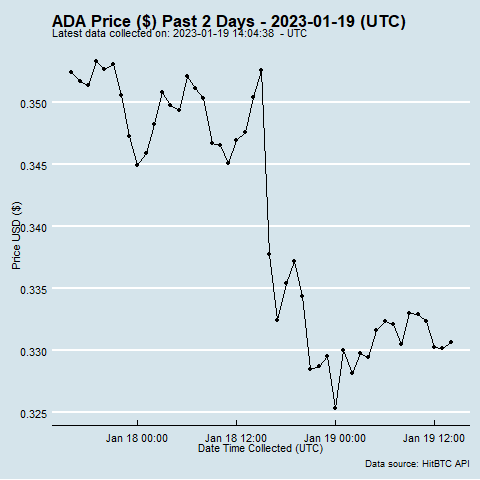 ADA Price ($) Past 2 Days - 2023-01-19 (UTC)
Latest data collected on: 2023-01-19 14:04:38 - UTC
Price USD ($)
0.350
0.345
0.340
0.335
0.330
0.325
Jan 18 00:00 Jan 18 12:00 Jan 19 00:00 Jan 19 12:00
Date Time Collected (UTC)
Data source: HitBTC API